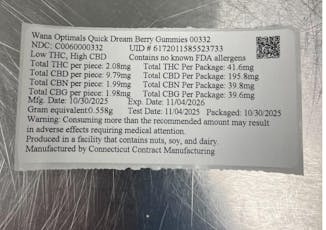 Wana Optimals Quick Dream Berry Gummies 00332
NDC: C0060000332 UID # 6172011585523733
Low THC, High CBD Contains no known FDA allergens
Total THC per piece: 2.08mg Total THC Per Package: 41.6mg
Total CBD per piece: 9.79mg Total CBD Per Package: 195.8mg
Total CBN per piece: 1.99mg Total CBN Per Package: 39.8mg
Total CBG per piece: 1.98mg Total CBG Per Package: 39.6mg
Mfg. Date: 10/30/2025 Exp. Date: 11/04/2026
Gram equivalent:0.558g Test Date: 11/04/2025 Packaged: 10/30/2025
Warning: Consuming more than the recommended amount may result
in adverse effects requiring medical attention.
Produced in a facility that contains nuts, soy, and dairy.
Manufactured by Connecticut Contract Manufacturing